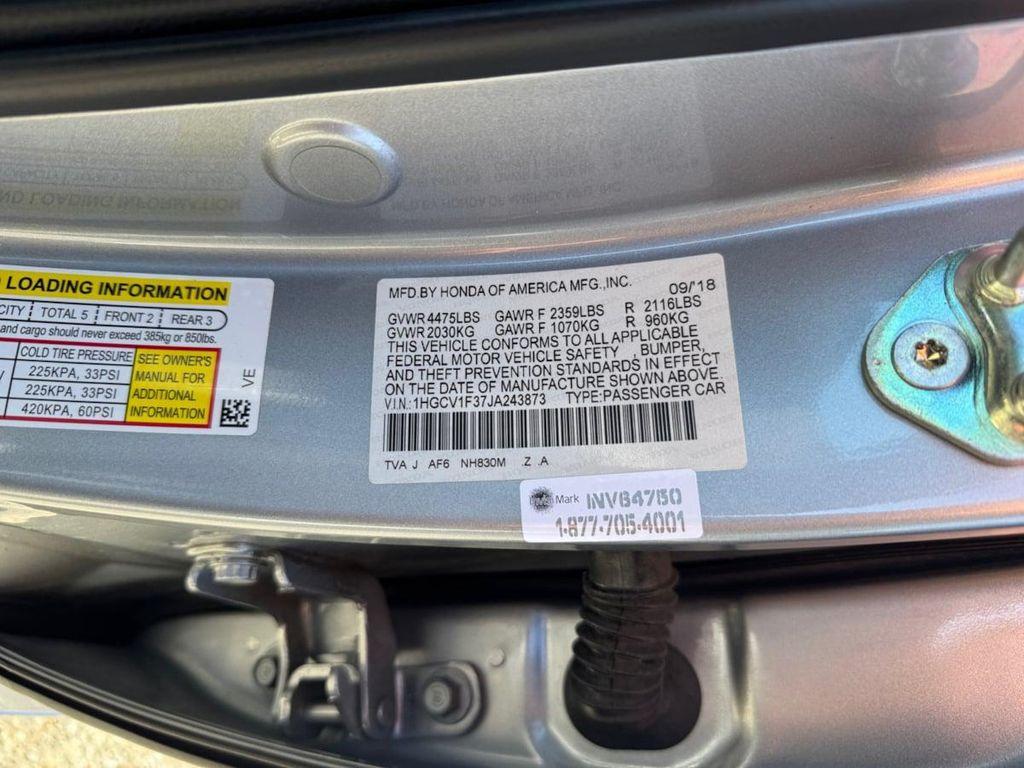 LOADING INFORMATION
CITY TOTAL 5 FRONT 2 REAR 3
and cargo should never exceed 385kg or 850lbs.
COLD TIRE PRESSURE
225KPA, 33PSI
225KPA, 33PSI
420KPA, 60PSI
SEE OWNER'S
MANUAL FOR
ADDITIONAL
INFORMATION
VE
MFD.BY HONDA OF AMERICA MFG.,INC. 09/'18
GVWR 4475LBS GAWR F 2359LBS R 2116LBS
GVWR 2030KG GAWR F 1070KG R 960KG
THIS VEHICLE CONFORMS TO ALL APPLICABLE
FEDERAL MOTOR VEHICLE SAFETY , BUMPER,
AND THEFT PREVENTION STANDARDS IN EFFECT
ON THE DATE OF MANUFACTURE SHOWN ABOVE.
V.I.N.:1HGCV1F37JA243873 TYPE:PASSENGER CAR
TVA J AF6 NH830M .Z .A
Mark INV64750
1-877-705-4001